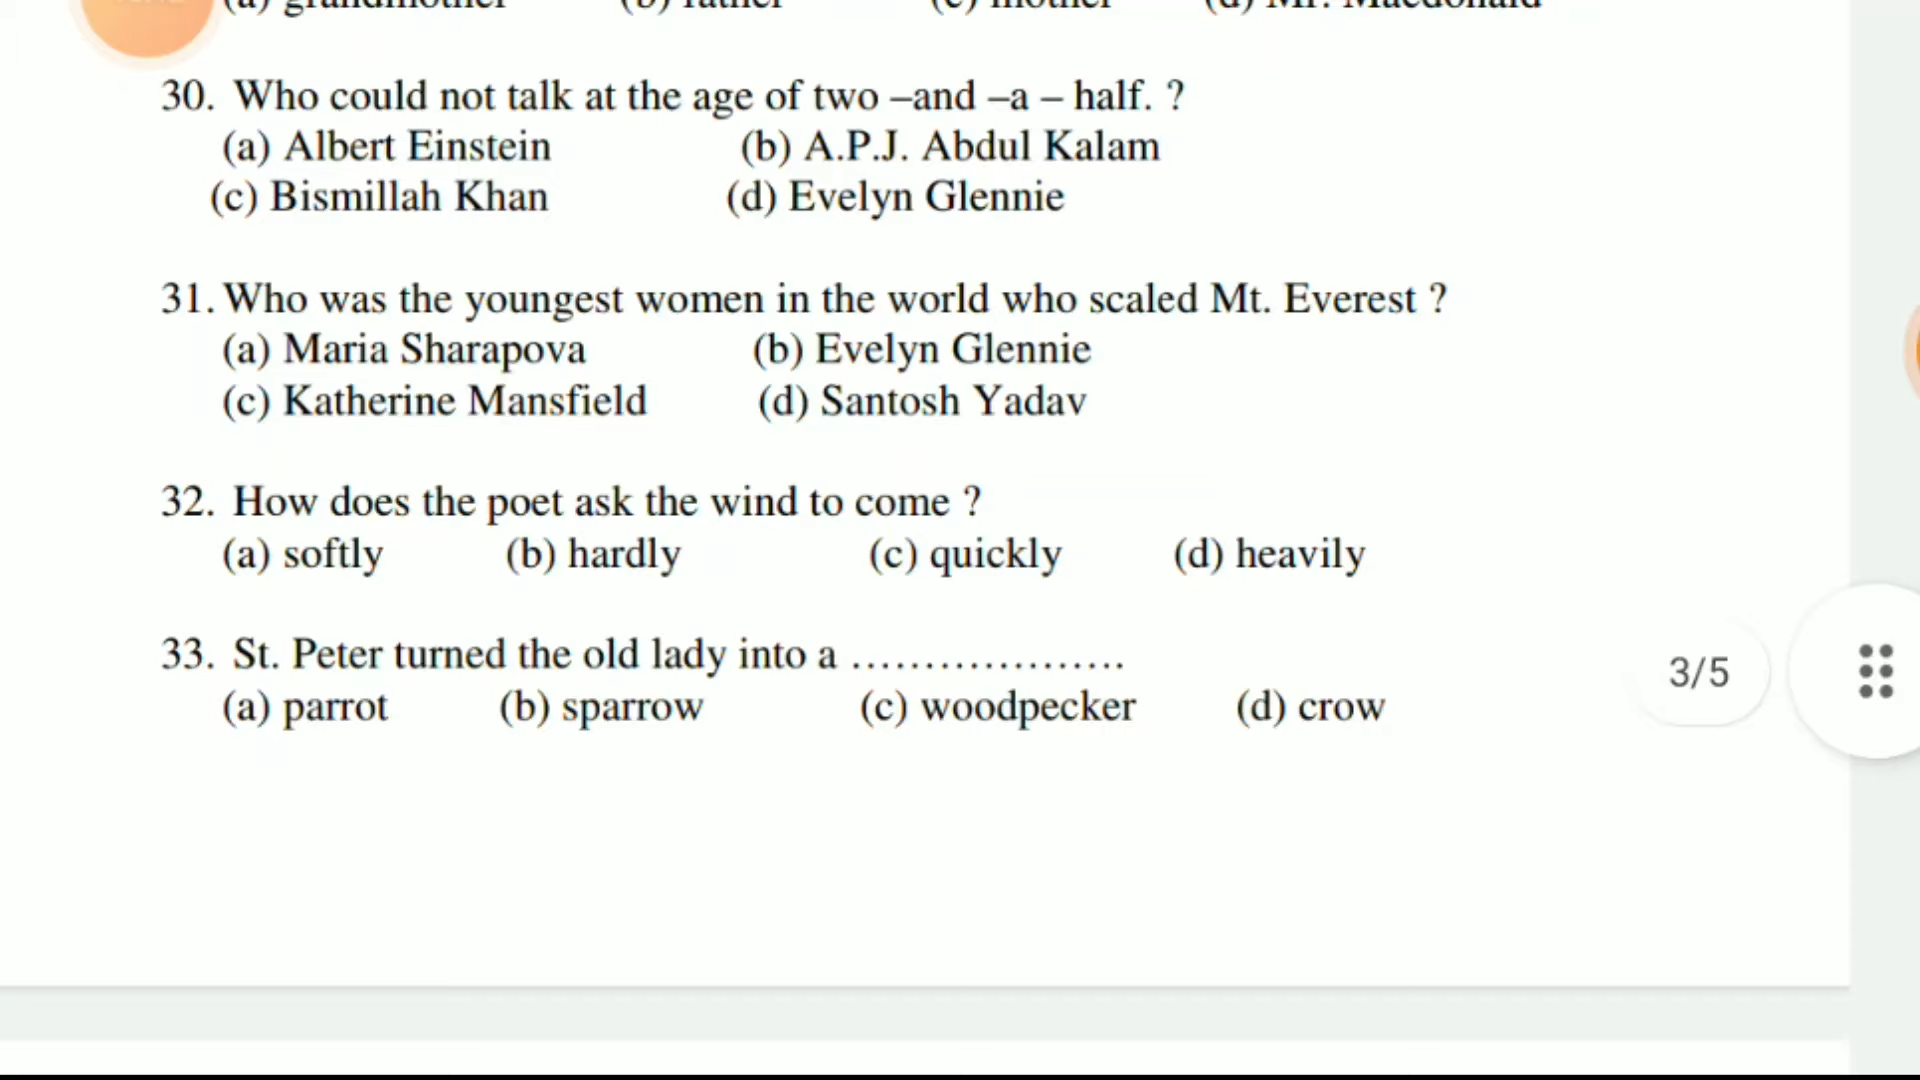 30. Who could not talk at the age of two –and –a – half. ?
(a) Albert Einstein (b) A.P.J. Abdul Kalam
(c) Bismillah Khan (d) Evelyn Glennie
31. Who was the youngest women in the world who scaled Mt. Everest ?
(a) Maria Sharapova (b) Evelyn Glennie
(c) Katherine Mansfield (d) Santosh Yadav
32. How does the poet ask the wind to come ?
(a) softly (b) hardly (c) quickly (d) heavily
33. St. Peter turned the old lady into a ...................
3/5
(a) parrot (b) sparrow (c) woodpecker (d) crow